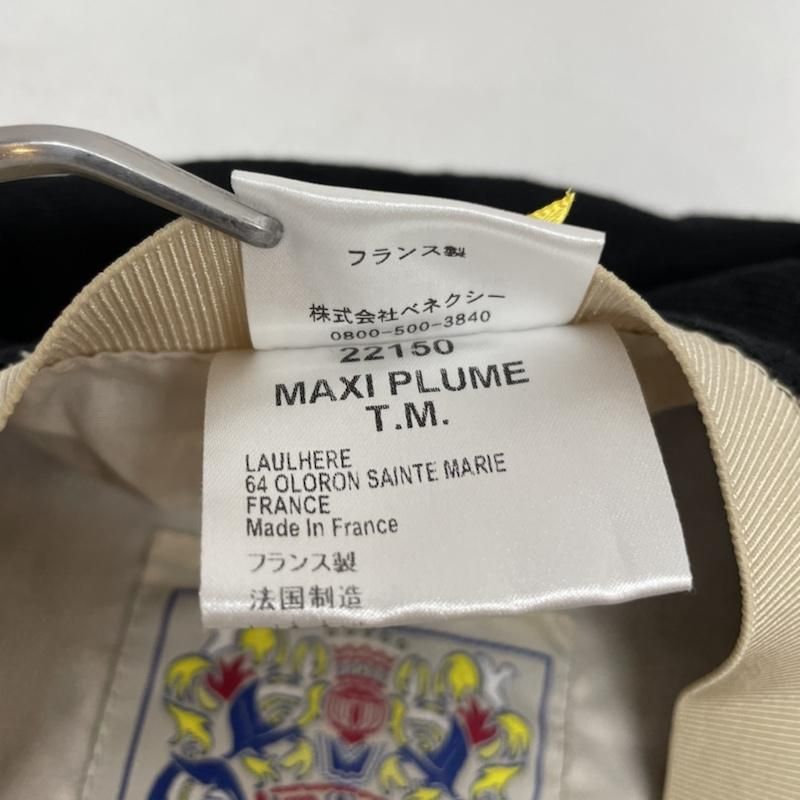 フランス製
株式会社ベネクシー
0800-500-3840
22150
MAXI PLUME
T.M.
LAULHERE
64 OLORON SAINTE MARIE
FRANCE
Made In France
フランス製
法国制造